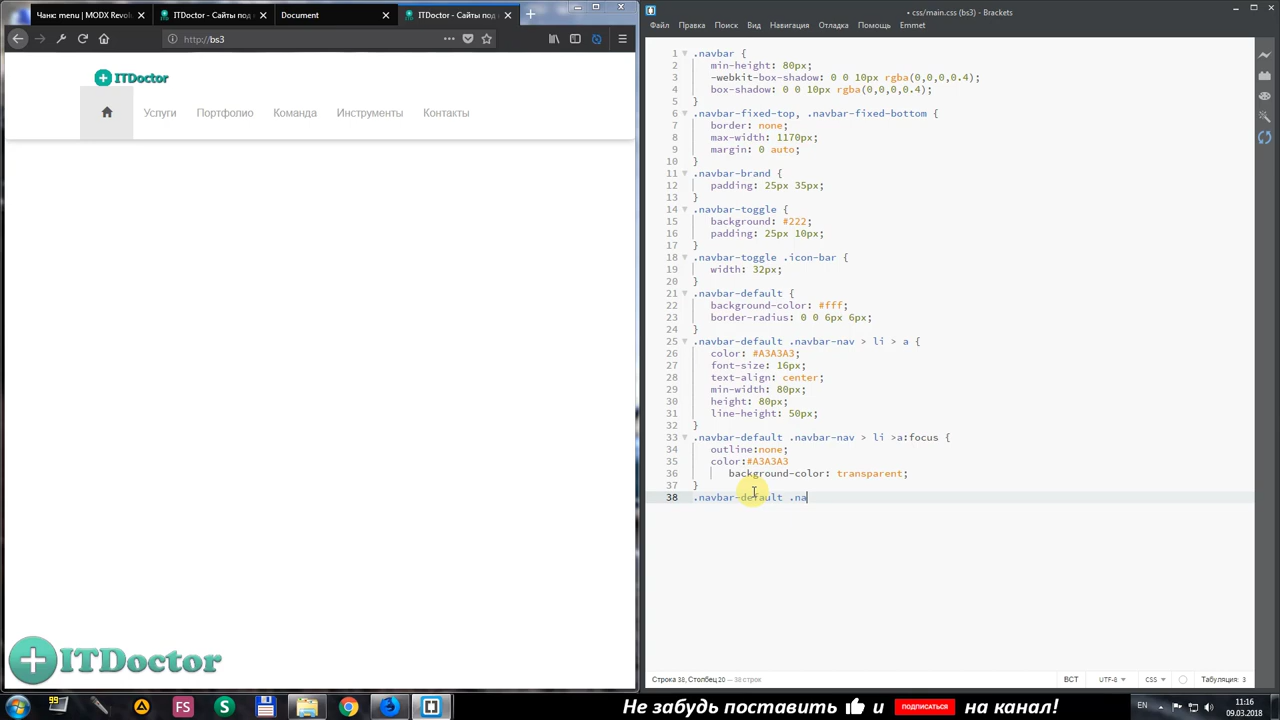 Чанк: menu | MODX Revol
ITDoctor - Сайты под к
Document
ITDoctor - Сайты под к
http://bs3
ITDoctor
Услуги
Портфолио
Команда
Инструменты
Контакты
ITDoctor
• css/main.css (bs3) - Brackets
Файл Правка Поиск Вид Навигация Отладка Помощь Emmet
1 .navbar {
2 min-height: 80px;
3 -webkit-box-shadow: 0 0 10px rgba(0,0,0,0.4);
4 box-shadow: 0 0 10px rgba(0,0,0,0.4);
5 }
6 .navbar-fixed-top, .navbar-fixed-bottom {
7 border: none;
8 max-width: 1170px;
9 margin: 0 auto;
10 }
11 .navbar-brand {
12 padding: 25px 35px;
13 }
14 .navbar-toggle {
15 background: #222;
16 padding: 25px 10px;
17 }
18 .navbar-toggle .icon-bar {
19 width: 32px;
20 }
21 .navbar-default {
22 background-color: #fff;
23 border-radius: 0 0 6px 6px;
24 }
25 .navbar-default .navbar-nav > li > a {
26 color: #A3A3A3;
27 font-size: 16px;
28 text-align: center;
29 min-width: 80px;
30 height: 80px;
31 line-height: 50px;
32 }
33 .navbar-default .navbar-nav > li >a:focus {
34 outline:none;
35 color:#A3A3A3
36 background-color: transparent;
37 }
38 .navbar-default .na
Строка 38, Столбец 20 — 38 строк
ВСТ
UTF-8
CSS
Табуляция: 3
99
FS
S
Не забудь поставить и ПОДПИСАТЬСЯ на канал!
EN
11:16
09.03.2018